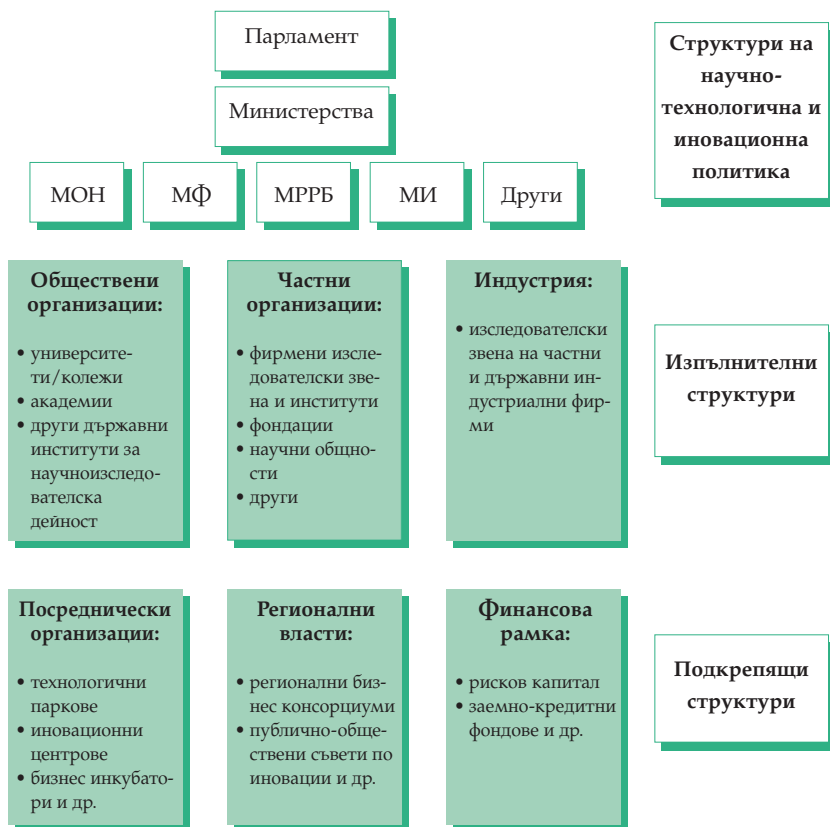 Парламент
Министерства
МОН
МФ
МРРБ
МИ
Други
Структури на
научно-
технологична и
иновационна
политика
Обществени
организации:
• университе-
ти/колежи
• академии
• други държавни
институти за
научноизследо-
вателска
дейност
Частни
организации:
• фирмени изсле-
дователски зве-
на и институти
• фондации
• научни общно-
сти
• други
Индустрия:
• изследователски
звена на частни
и държавни ин-
дустриални фир-
ми
Изпълнителни
структури
Посреднически
организации:
• технологични
паркове
• иновационни
центрове
• бизнес инкубато-
ри и др.
Регионални
власти:
• регионални биз-
нес консорциуми
• публично-обще-
ствени съвети по
иновации и др.
Финансова
рамка:
• рисков капитал
• заемно-кредитни
фондове и др.
Подкрепящи
структури